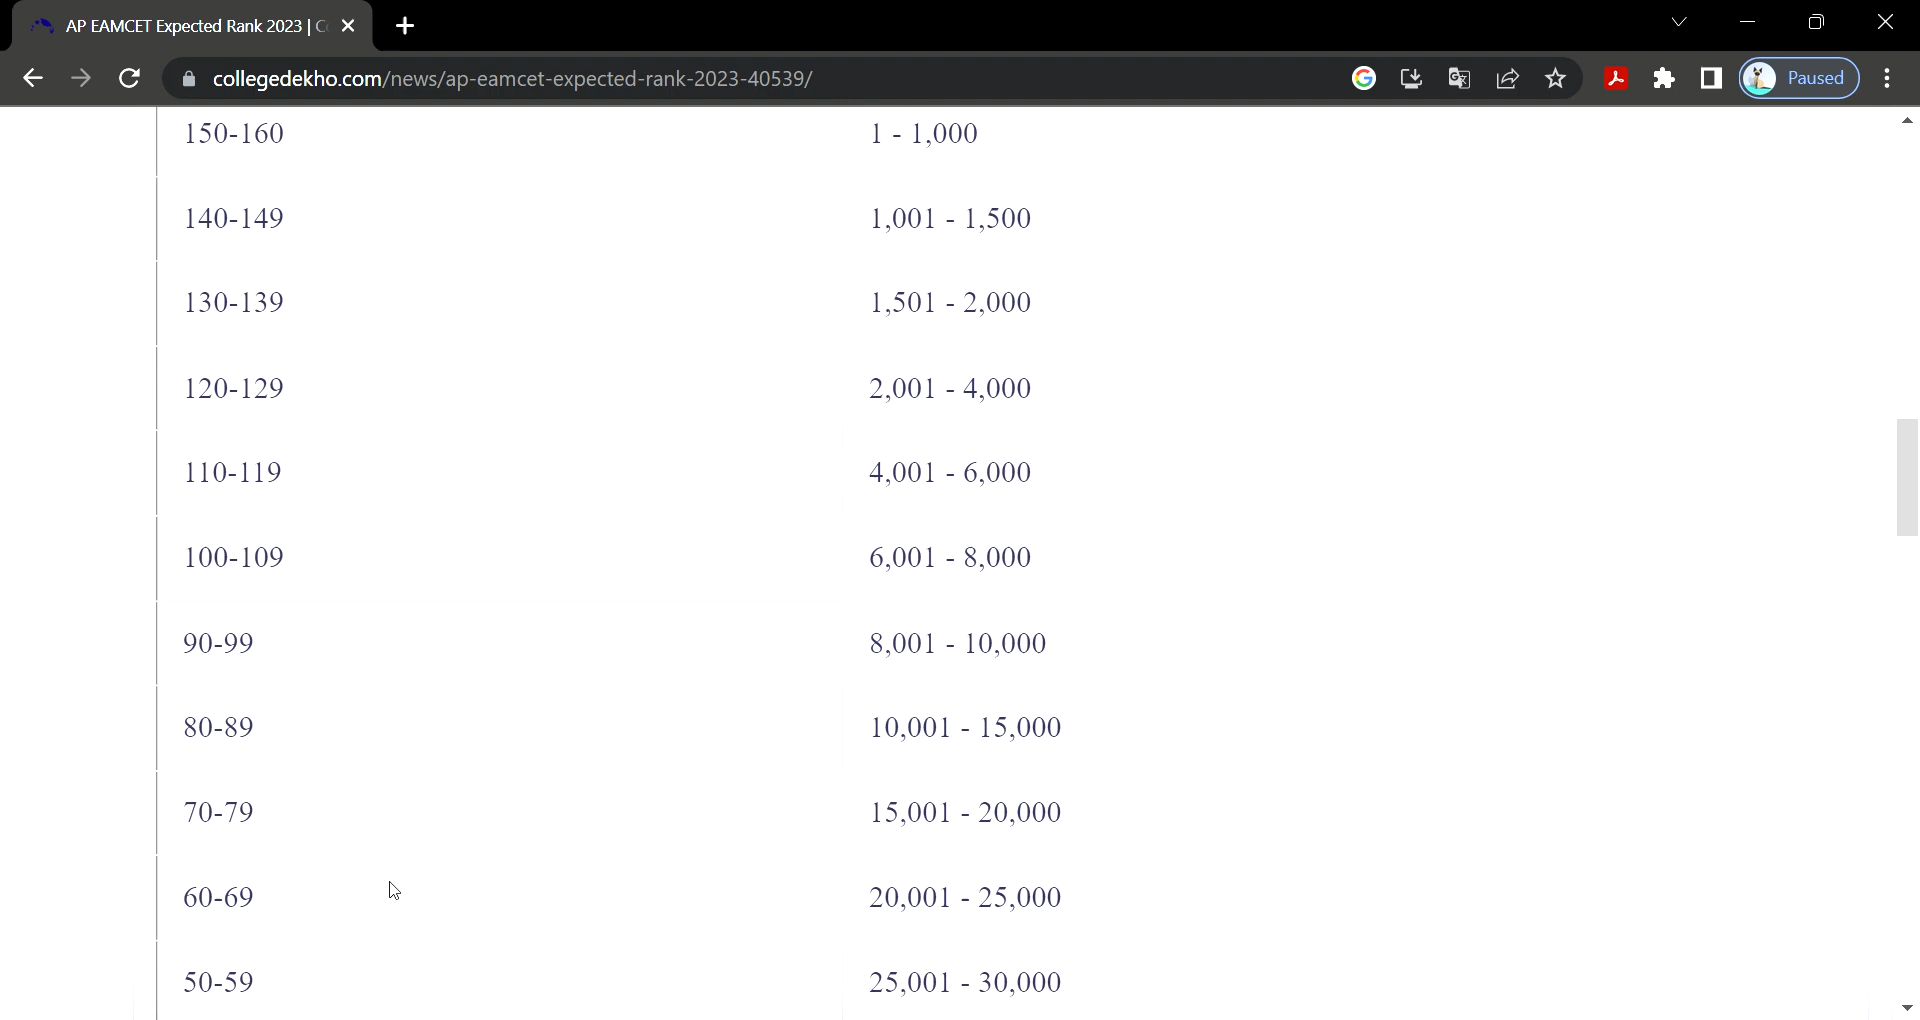 AP EAMCET Expected Rank 2023 | C
collegedekho.com/news/ap-eamcet-expected-rank-2023-40539/
Paused
150-160 1 - 1,000
140-149 1,001 - 1,500
130-139 1,501 - 2,000
120-129 2,001 - 4,000
110-119 4,001 - 6,000
100-109 6,001 - 8,000
90-99 8,001 - 10,000
80-89 10,001 - 15,000
70-79 15,001 - 20,000
60-69 20,001 - 25,000
50-59 25,001 - 30,000